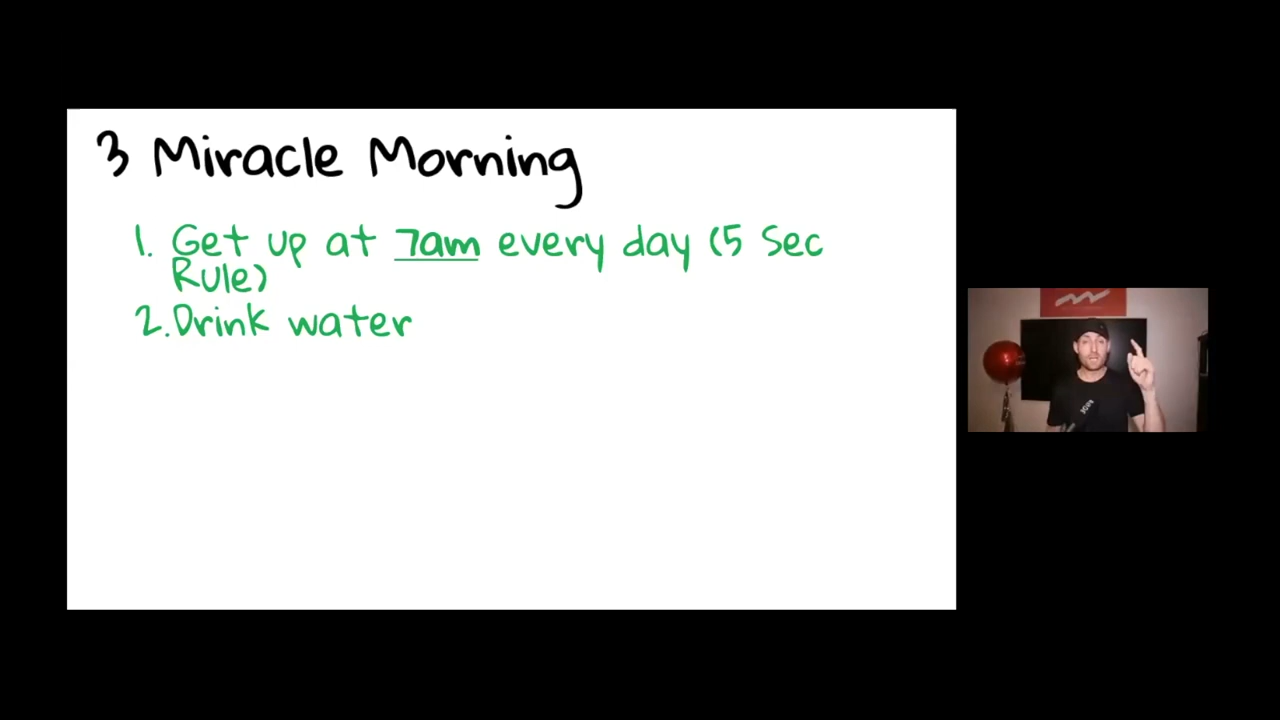 3 Miracle Morning
1. Get up at 7am every day (5 Sec
Rule)
2. Drink water